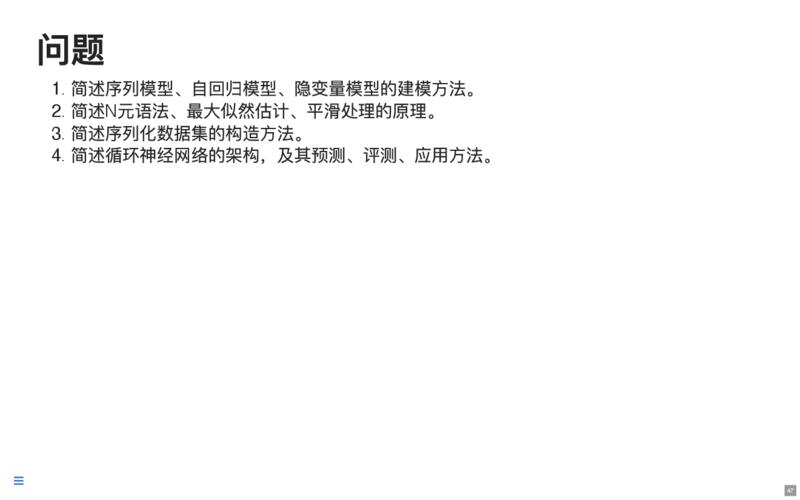 问题
1. 简述序列模型、自回归模型、隐变量模型的建模方法。
2. 简述N元语法、最大似然估计、平滑处理的原理。
3. 简述序列化数据集的构造方法。
4. 简述循环神经网络的架构，及其预测、评测、应用方法。
47